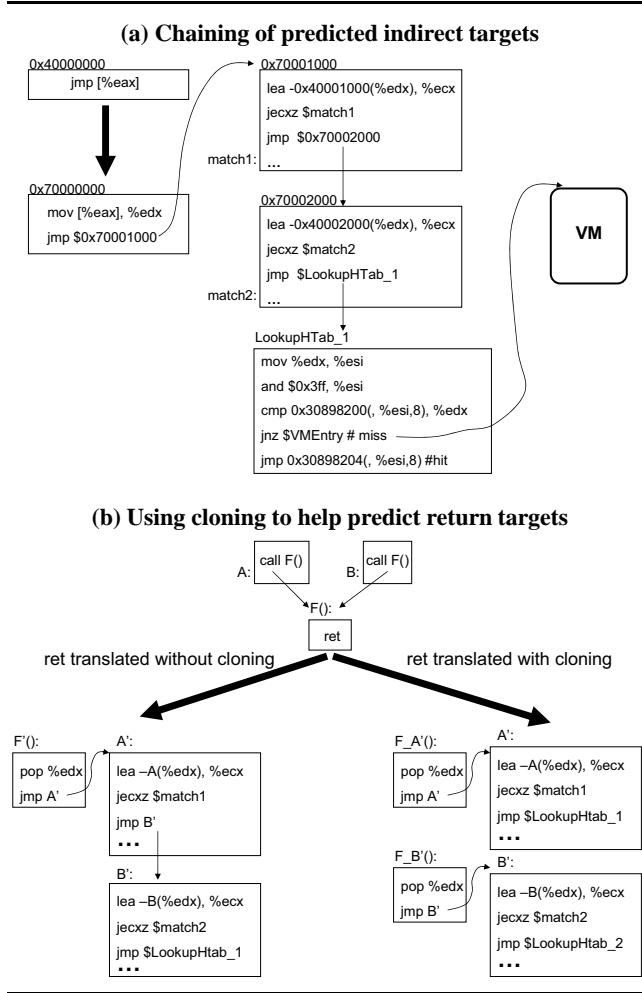 (a) Chaining of predicted indirect targets
0x40000000
jmp [%eax]
0x70000000
mov [%eax], %edx
jmp $0x70001000
0x70001000
lea -0x40001000(%edx), %ecx
jecxz $match1
jmp $0x70002000
match1:
...
0x70002000
lea -0x40002000(%edx), %ecx
jecxz $match2
jmp $LookupHTab_1
match2:
...
LookupHTab_1
mov %edx, %esi
and $0x3ff, %esi
cmp 0x30898200(, %esi,8), %edx
jnz $VMEntry # miss
jmp 0x30898204(, %esi,8) #hit
VM
(b) Using cloning to help predict return targets
A:
call F()
B:
call F()
F():
ret
ret translated without cloning
ret translated with cloning
F'():
pop %edx
jmp A'
A':
lea –A(%edx), %ecx
jecxz $match1
jmp B'
...
B':
lea –B(%edx), %ecx
jecxz $match2
jmp $LookupHtab_1
...
F_A'():
pop %edx
jmp A'
A':
lea –A(%edx), %ecx
jecxz $match1
jmp $LookupHtab_1
...
F_B'():
pop %edx
jmp B'
B':
lea –B(%edx), %ecx
jecxz $match2
jmp $LookupHtab_2
...